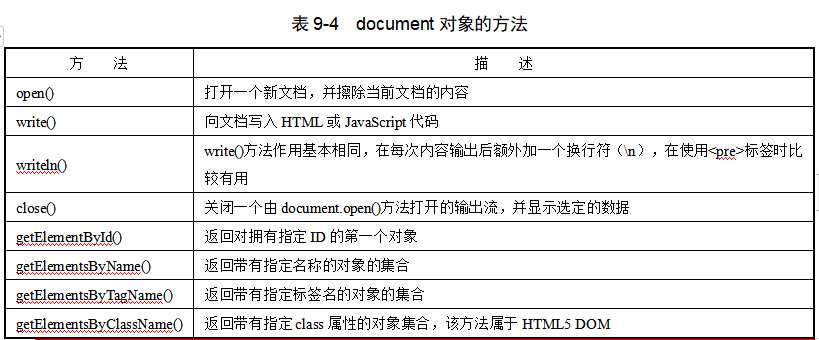 表 9-4 document 对象的方法
方 法 描 述
open() 打开一个新文档，并擦除当前文档的内容
write() 向文档写入 HTML 或 JavaScript 代码
writeln() write()方法作用基本相同，在每次内容输出后额外加一个换行符（\n），在使用<pre>标签时比
较有用
close() 关闭一个由 document.open()方法打开的输出流，并显示选定的数据
getElementById() 返回对拥有指定 ID 的第一个对象
getElementsByName() 返回带有指定名称的对象的集合
getElementsByTagName() 返回带有指定标签名的对象的集合
getElementsByClassName() 返回带有指定 class 属性的对象集合，该方法属于 HTML5 DOM